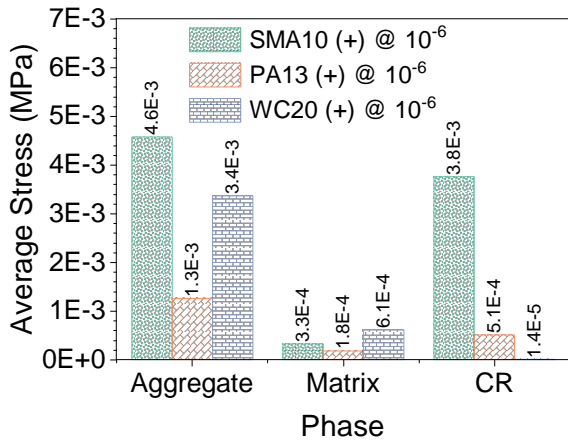 7E-3
6E-3
5E-3
4E-3
3E-3
2E-3
1E-3
0E+0
Average Stress (MPa)
SMA10 (+) @ 10⁻⁶
PA13 (+) @ 10⁻⁶
WC20 (+) @ 10⁻⁶
4.6E-3
1.3E-3
3.4E-3
3.3E-4
1.8E-4
6.1E-4
3.8E-3
5.1E-4
1.4E-5
Aggregate
Matrix
CR
Phase